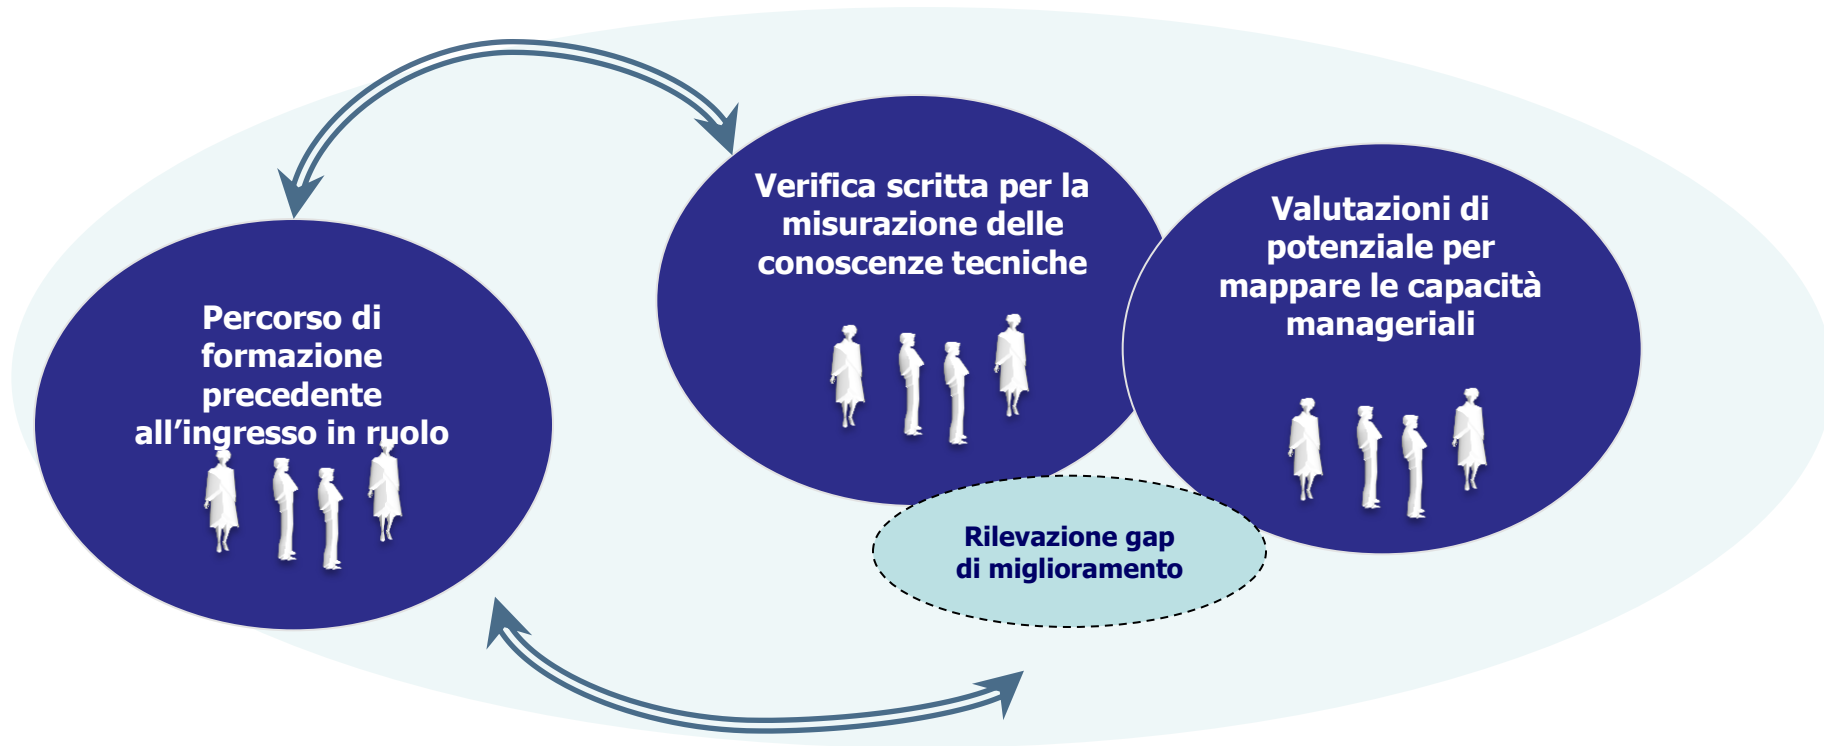 Percorso di
formazione
precedente
all’ingresso in ruolo
Verifica scritta per la
misurazione delle
conoscenze tecniche
Valutazioni di
potenziale per
mappare le capacità
manageriali
Rilevazione gap
di miglioramento